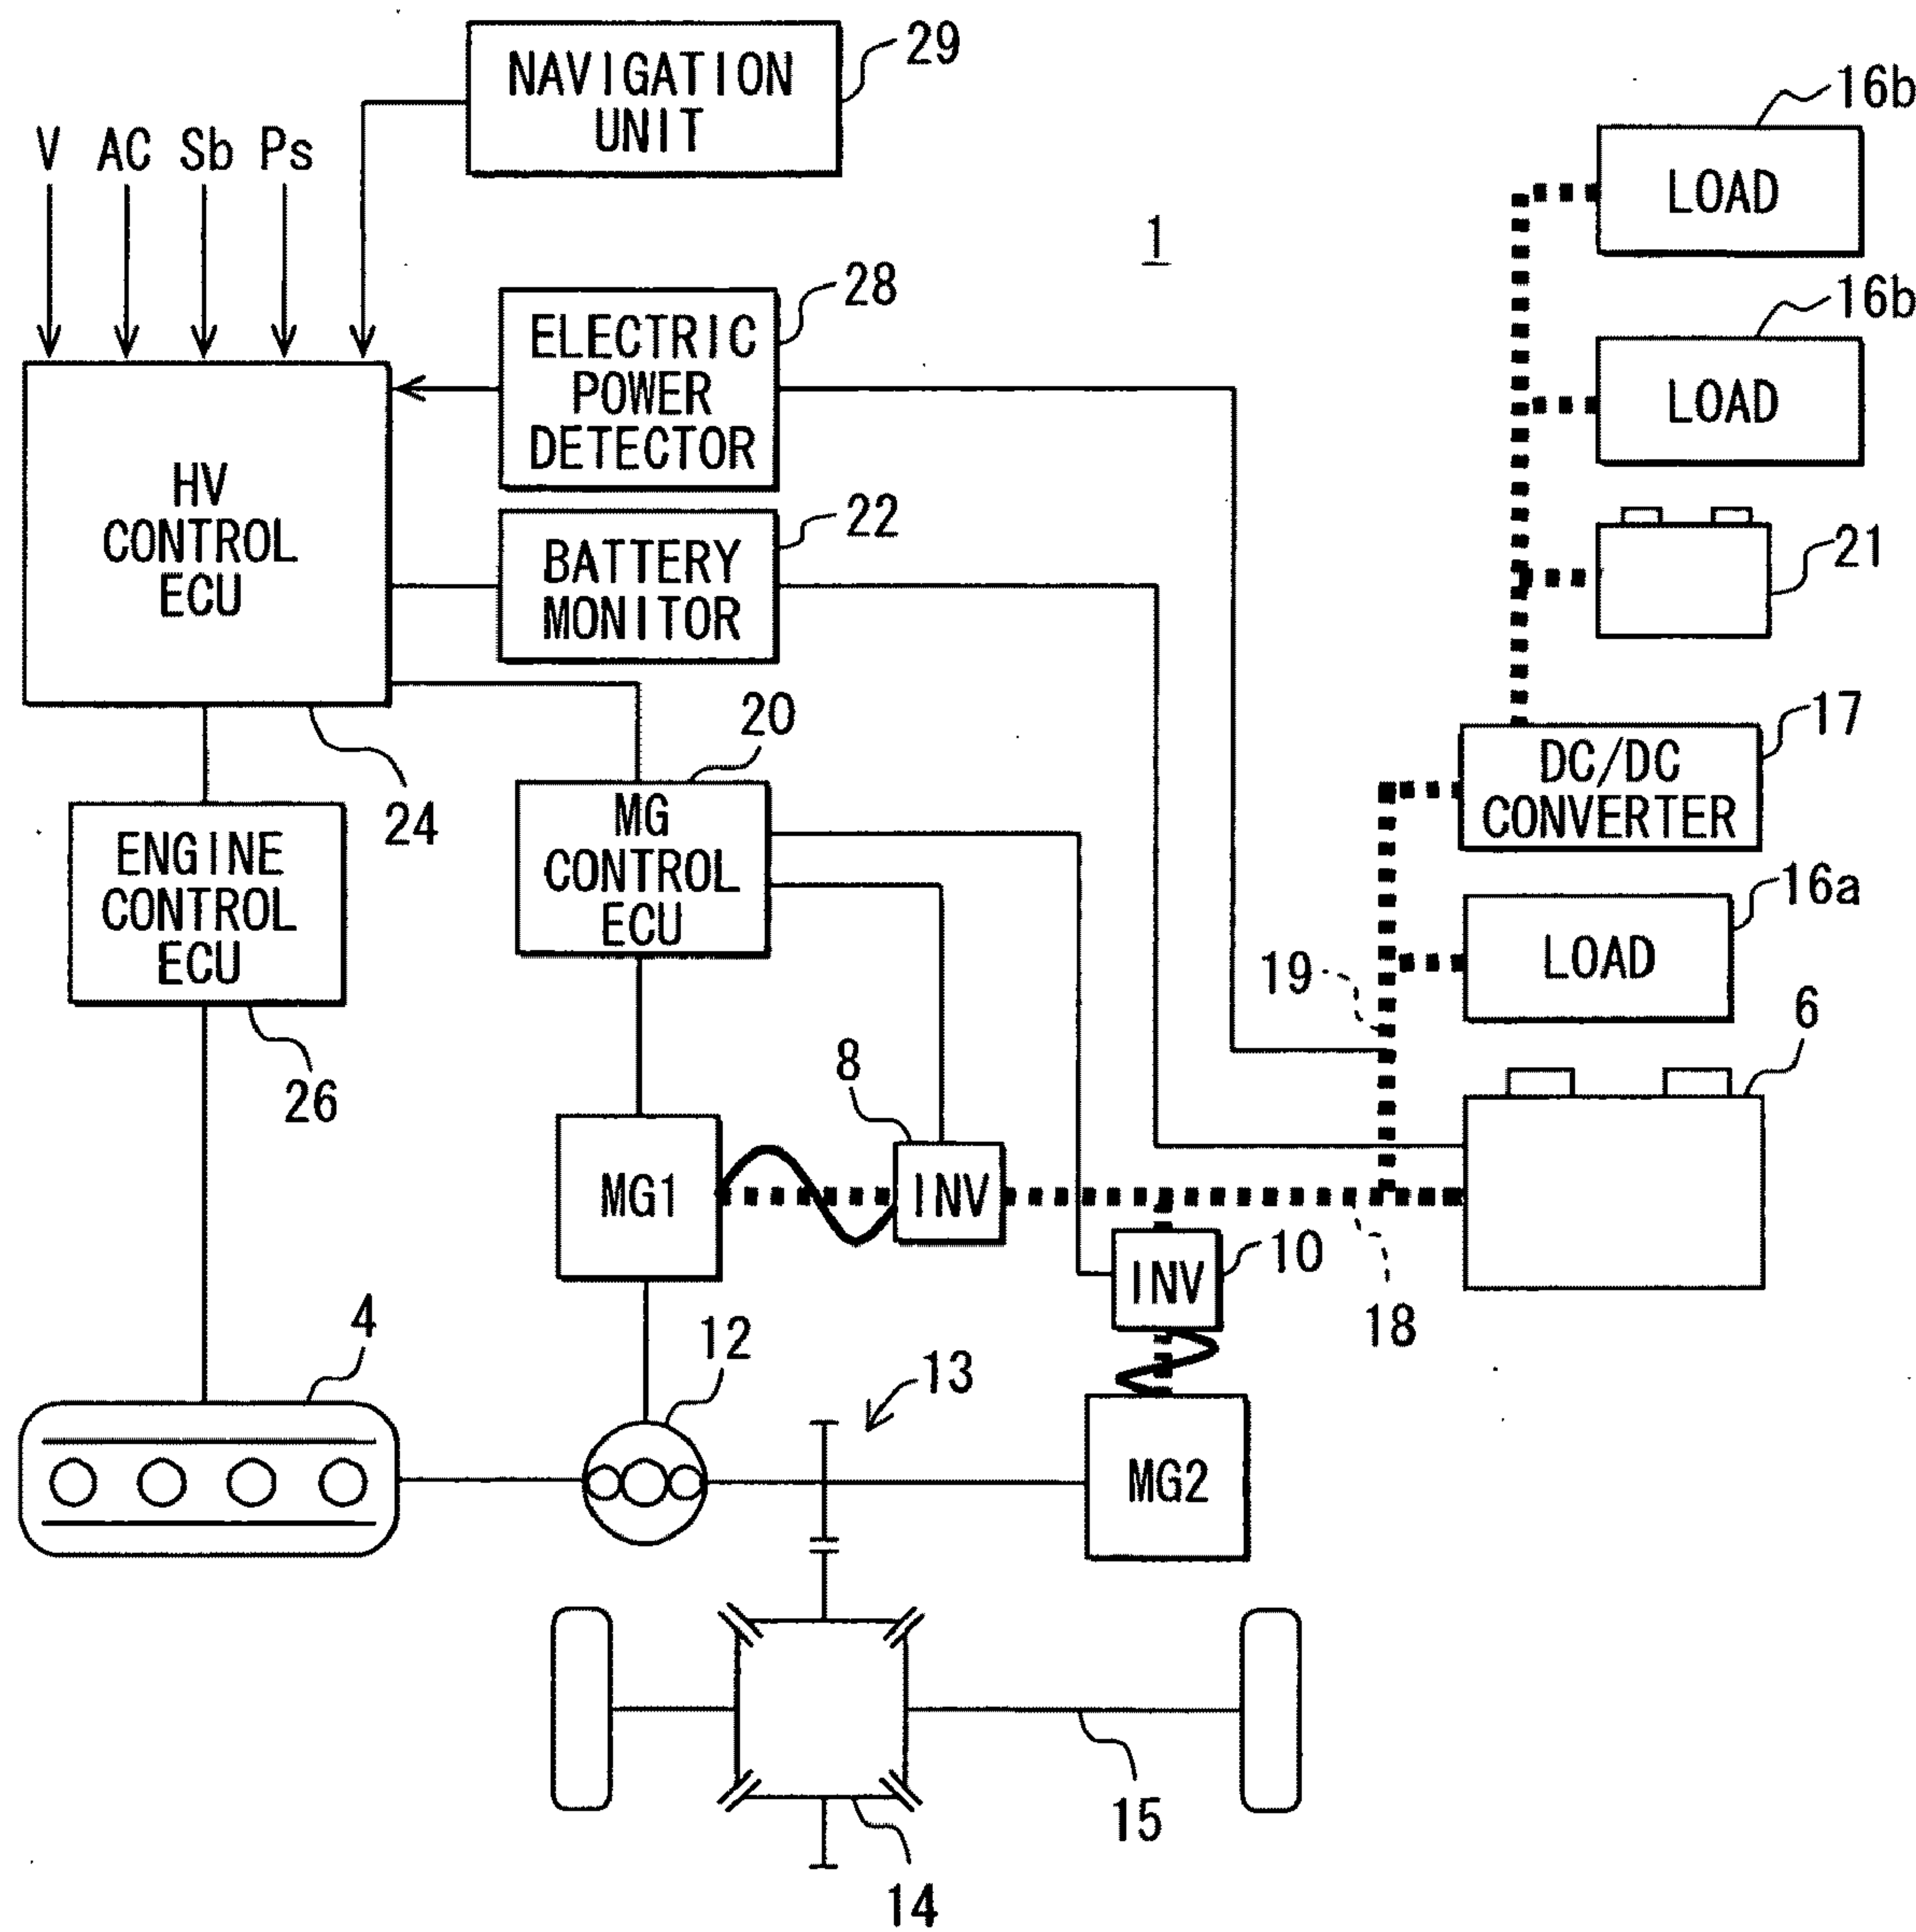 NAVIGATION
UNIT
29
V AC Sb Ps
16b
LOAD
1
28
ELECTRIC
POWER
DETECTOR
16b
LOAD
HV
CONTROL
ECU
22
BATTERY
MONITOR
21
20
17
DC/DC
CONVERTER
24
MG
CONTROL
ECU
ENGINE
CONTROL
ECU
16a
LOAD
19
6
26
8
MG1
INV
10
INV
18
4
12
13
MG2
15
14